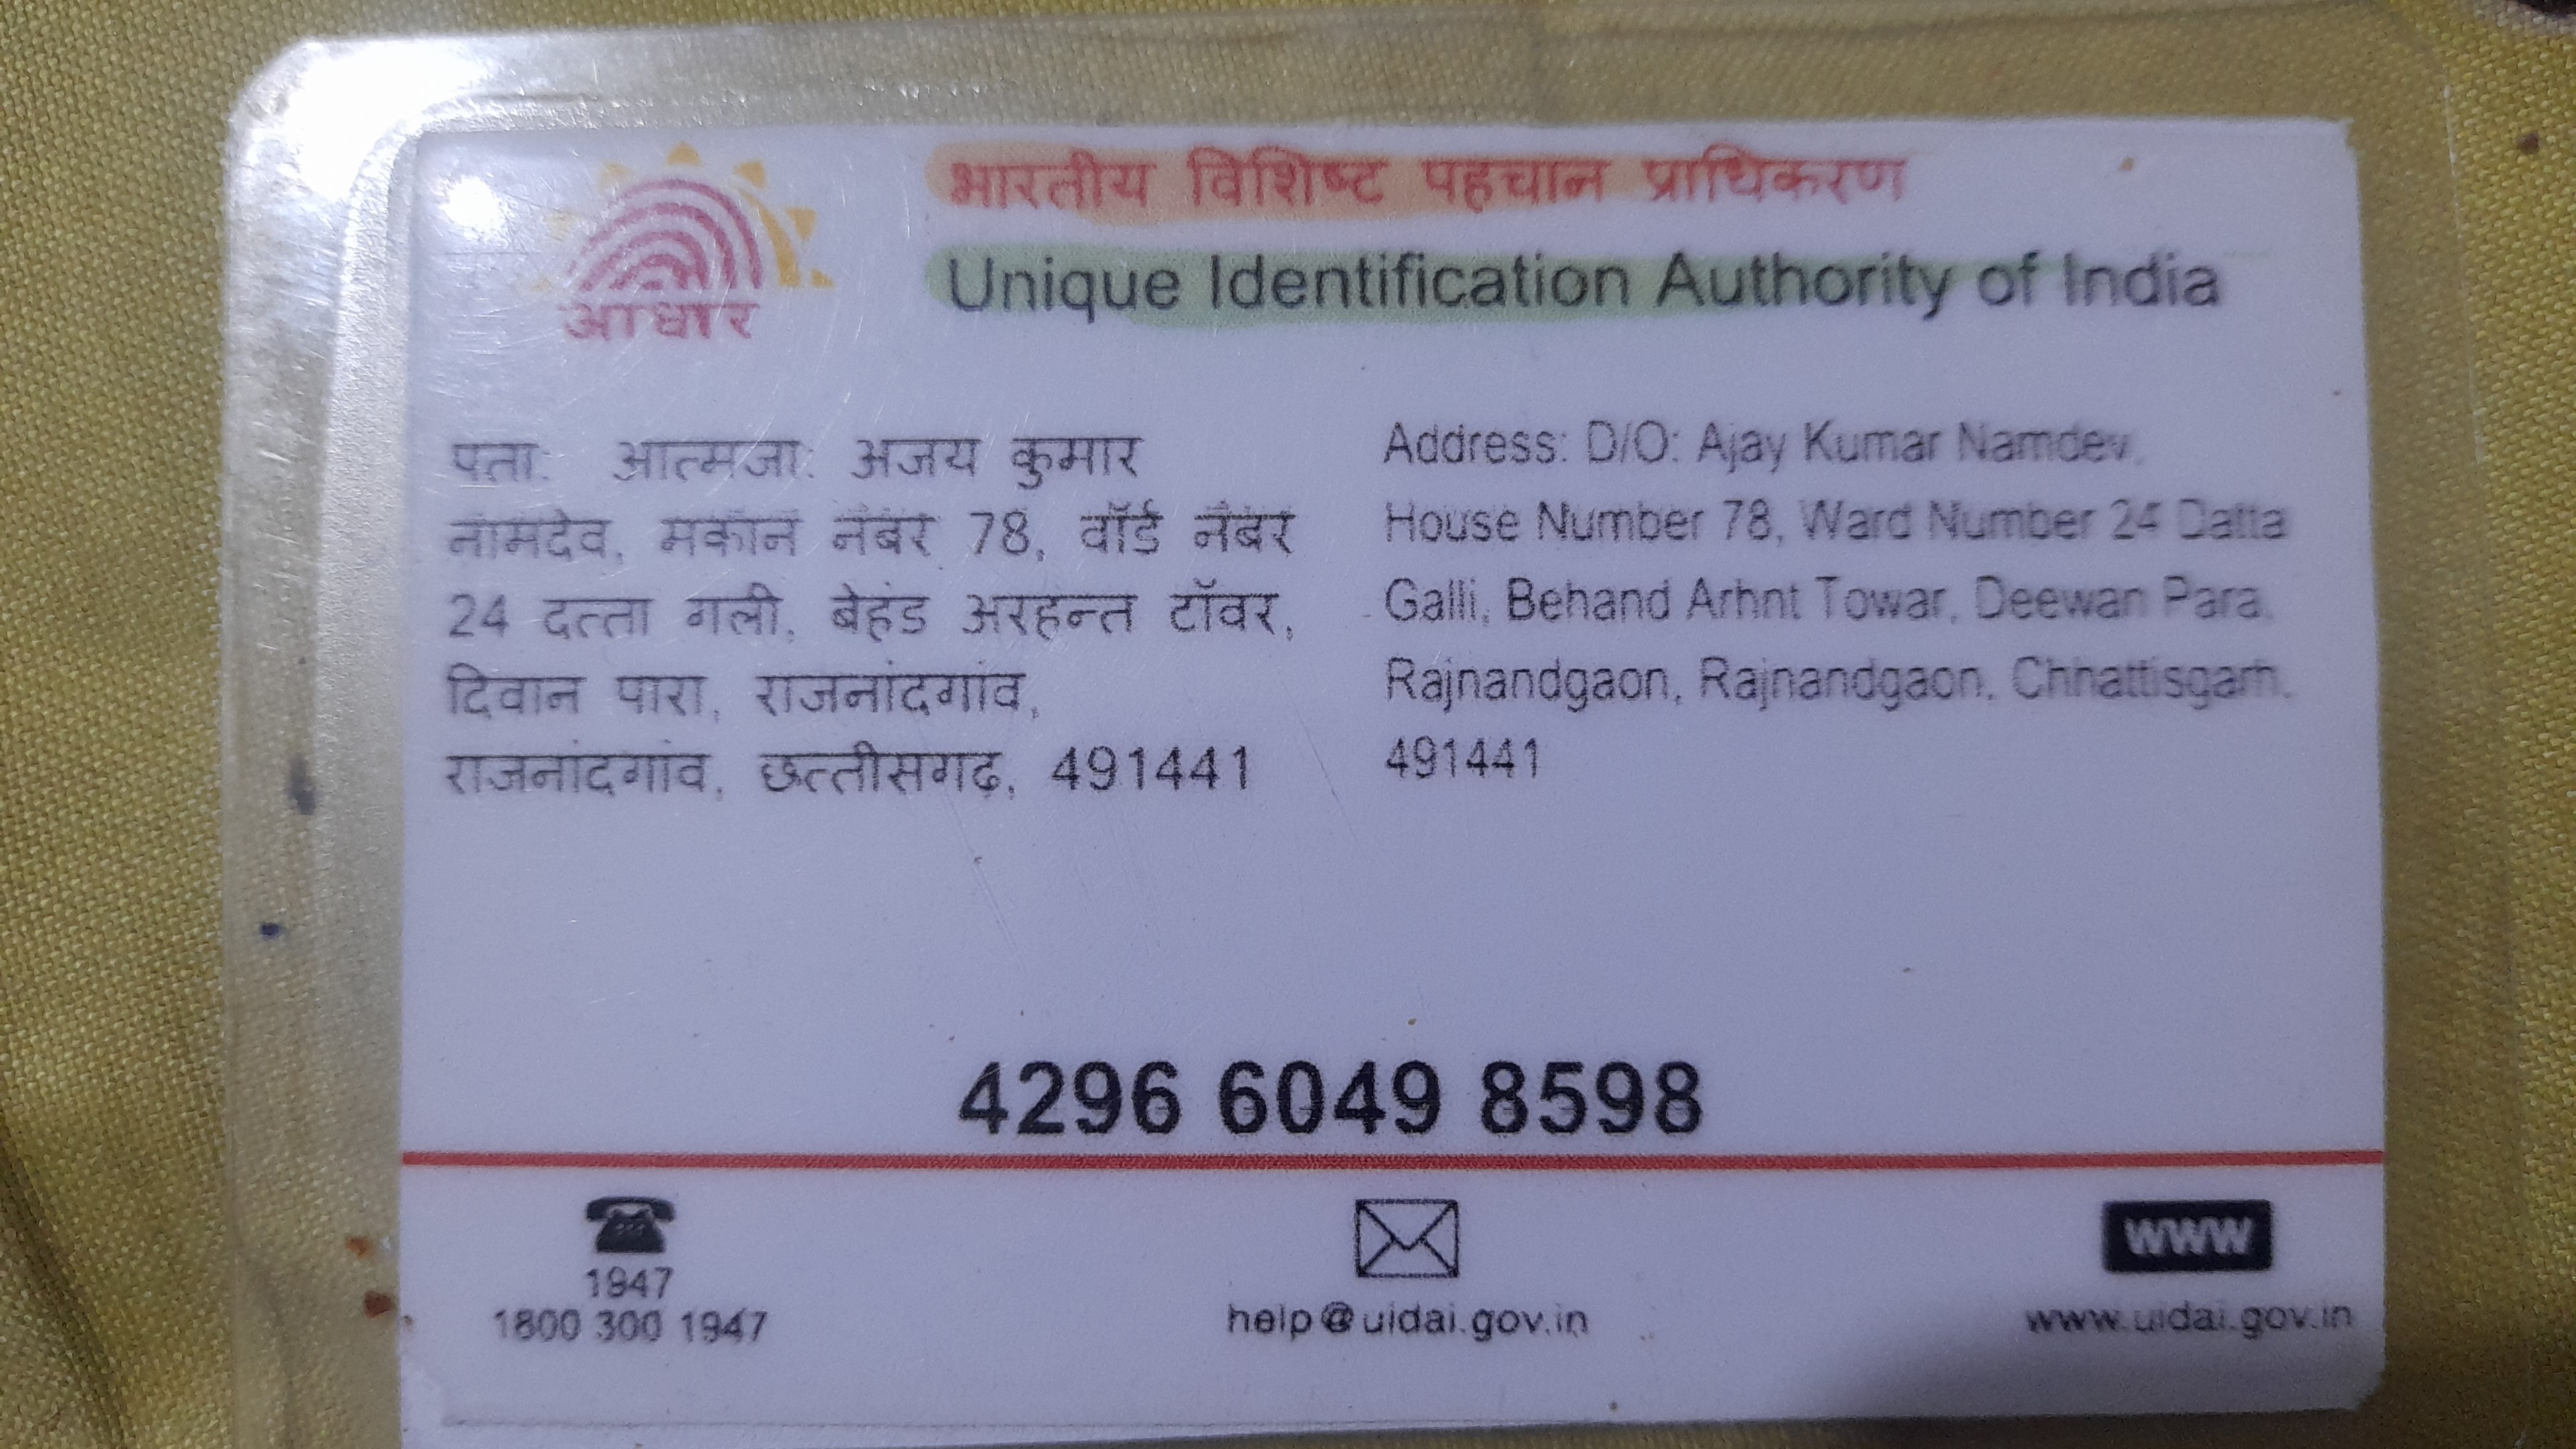 भारतीय विशिष्ट पहचान प्राधिकरण
Unique Identification Authority of India
आधार
पता: आत्मजा: अजय कुमार
नामदेव, मकान नंबर 78, वॉर्ड नंबर
24 दत्ता गली, बेहंड अरहन्त टॉवर,
दिवान पारा, राजनांदगांव,
राजनांदगांव, छत्तीसगढ़, 491441
Address: D/O: Ajay Kumar Namdev,
House Number 78, Ward Number 24 Datta
Galli, Behand Arhnt Towar, Deewan Para,
Rajnandgaon, Rajnandgaon, Chhattisgarh,
491441
4296 6049 8598
1947
1800 300 1947
help@uidai.gov.in
www
www.uidai.gov.in